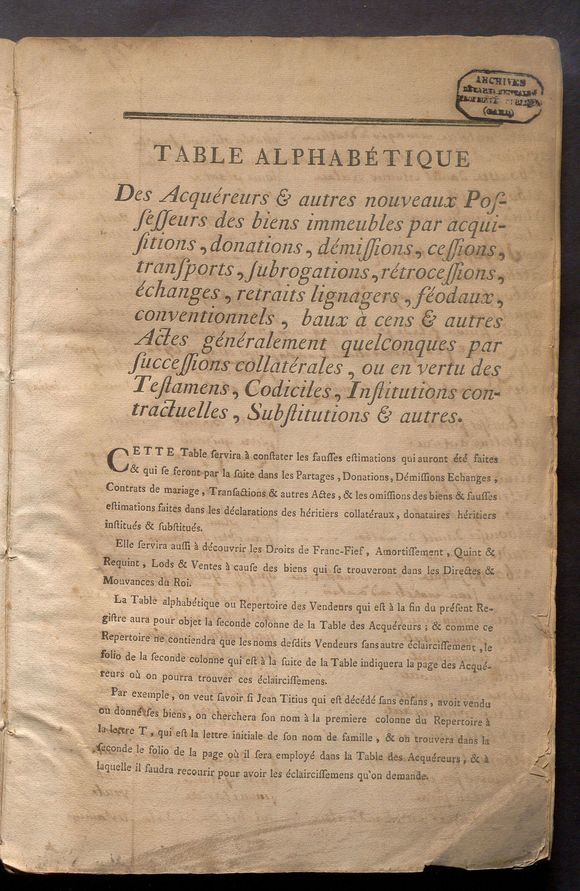 ARCHIVES
DÉPARTEMENTALES
PROPRIÉTÉ PUBLIQUE
(GARD)
TABLE ALPHABÉTIQUE
Des Acquéreurs & autres nouveaux Poſ-
ſeſſeurs des biens immeubles par acqui-
ſitions, donations, démiſſions, ceſſions,
tranſports, ſubrogations, rétroceſſions,
échanges, retraits lignagers, féodaux,
conventionnels, baux à cens & autres
Actes généralement quelconques par
ſucceſſions collatérales, ou en vertu des
Teſtamens, Codiciles, Inſtitutions con-
tractuelles, Subſtitutions & autres.
CETTE Table ſervira à conſtater les fauſſes eſtimations qui auront été faites
& qui ſe feront par la ſuite dans les Partages, Donations, Démiſſions Echanges,
Contrats de mariage, Tranſactions & autres Actes, & les omiſſions des biens & fauſſes
eſtimations faites dans les déclarations des héritiers collatéraux, donataires héritiers
inſtitués & ſubſtitués.
Elle ſervira auſſi à découvrir les Droits de Franc-Fief, Amortiſſement, Quint &
Requint, Lods & Ventes à cauſe des biens qui ſe trouveront dans les Directes &
Mouvances du Roi.
La Table alphabétique ou Repertoire des Vendeurs qui eſt à la fin du préſent Re-
giſtre aura pour objet la ſeconde colonne de la Table des Acquéreurs; & comme ce
Repertoire ne contiendra que les noms deſdits Vendeurs ſans autre éclairciſſement, le
folio de la ſeconde colonne qui eſt à la ſuite de la Table indiquera la page des Acqué-
reurs où on pourra trouver ces éclairciſſemens.
Par exemple, on veut ſavoir ſi Jean Titius qui eſt décédé ſans enfans, avoit vendu
ou donné ſes biens, on cherchera ſon nom à la premiere colonne du Repertoire à
la lettre T, qui eſt la lettre initiale de ſon nom de famille, & on trouvera dans la
ſeconde le folio de la page où il ſera employé dans la Table des Acquéreurs, & à
laquelle il faudra recourir pour avoir les éclairciſſemens qu'on demande.